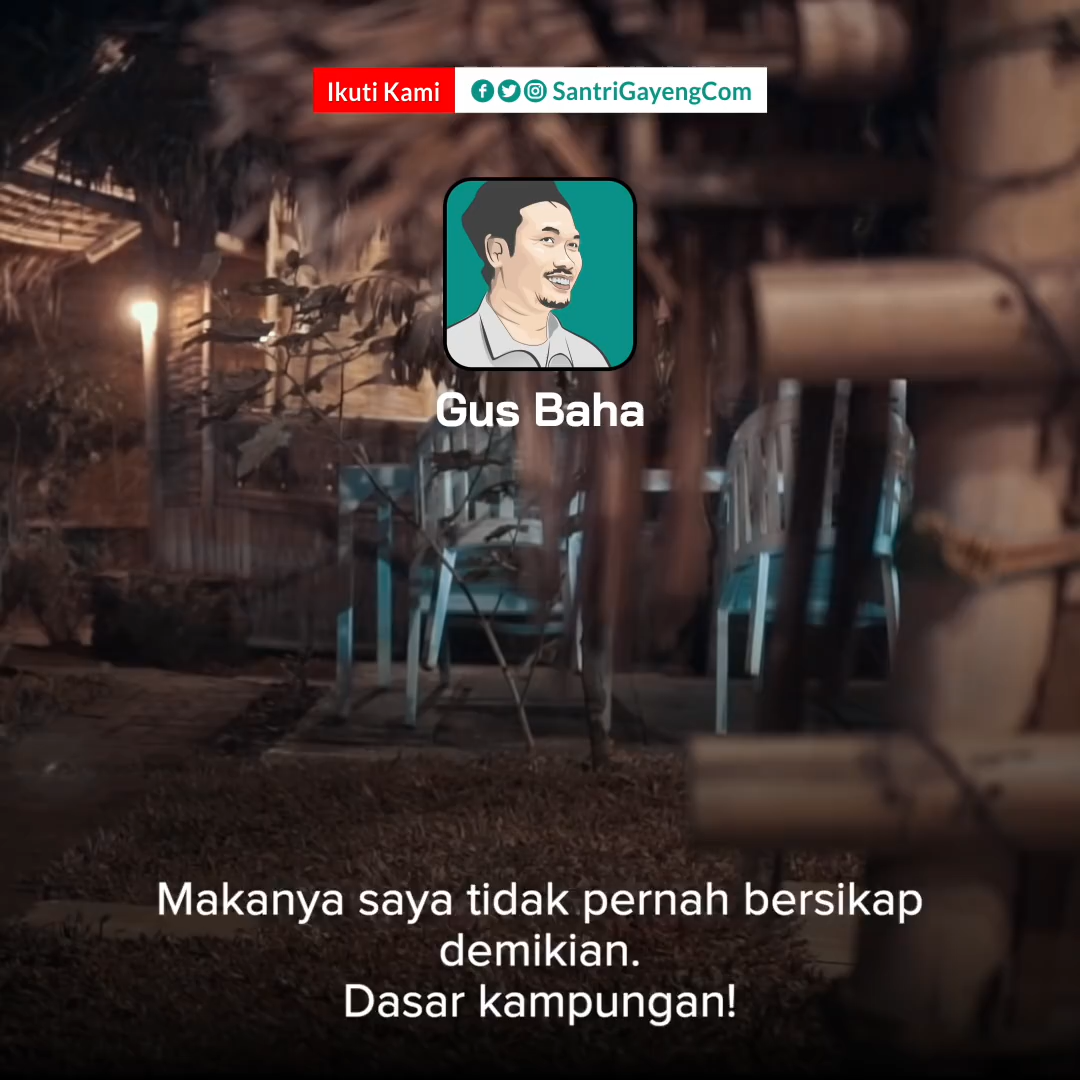 Ikuti Kami SantriGayengCom
Gus Baha
Makanya saya tidak pernah bersikap
demikian.
Dasar kampungan!